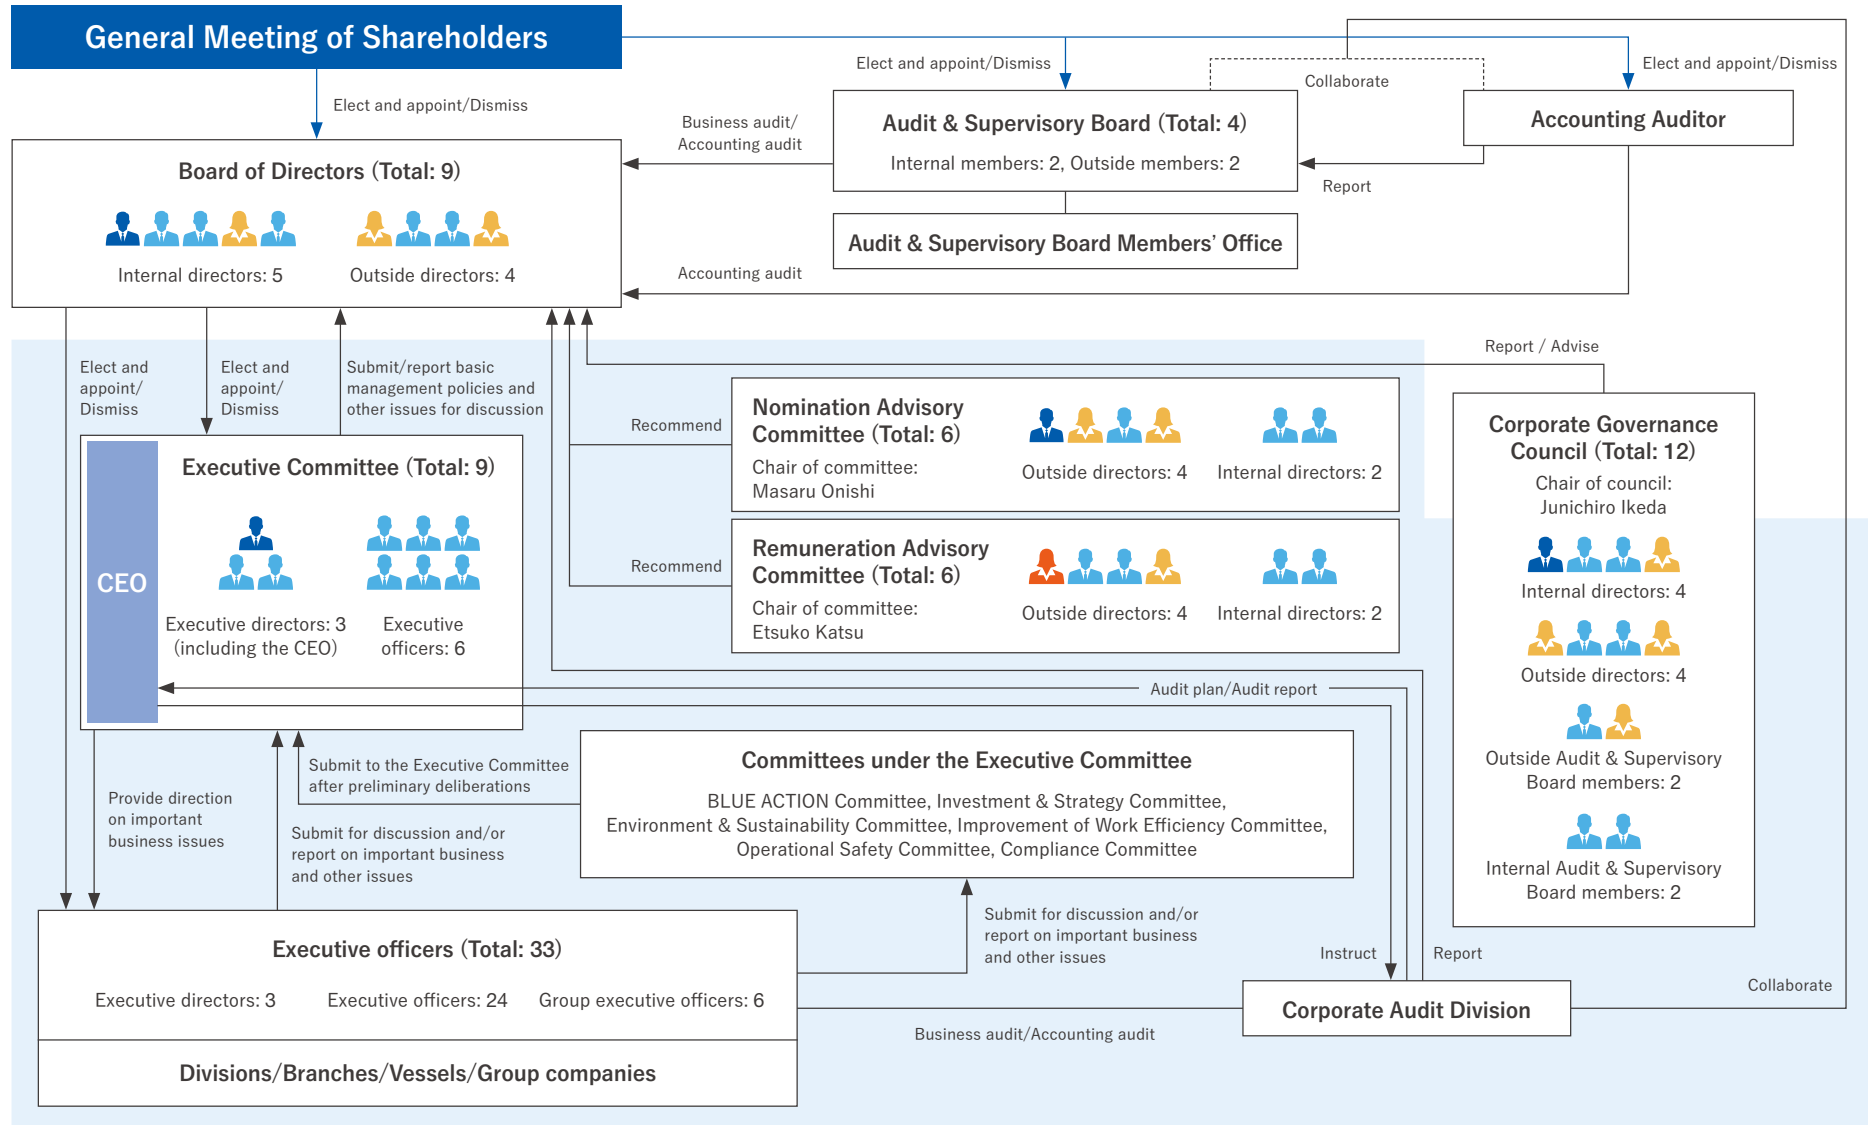 General Meeting of Shareholders
Elect and appoint/Dismiss
Elect and appoint/Dismiss
Collaborate
Elect and appoint/Dismiss
Business audit/
Accounting audit
Audit & Supervisory Board (Total: 4)
Internal members: 2, Outside members: 2
Accounting Auditor
Report
Audit & Supervisory Board Members’ Office
Accounting audit
Board of Directors (Total: 9)
Internal directors: 5
Outside directors: 4
Elect and
appoint/
Dismiss
Elect and
appoint/
Dismiss
Submit/report basic
management policies and
other issues for discussion
Report / Advise
Recommend
Nomination Advisory
Committee (Total: 6)
Chair of committee:
Masaru Onishi
Outside directors: 4
Internal directors: 2
Recommend
Remuneration Advisory
Committee (Total: 6)
Chair of committee:
Etsuko Katsu
Outside directors: 4
Internal directors: 2
Corporate Governance
Council (Total: 12)
Chair of council:
Junichiro Ikeda
Internal directors: 4
Outside directors: 4
Outside Audit & Supervisory
Board members: 2
Internal Audit & Supervisory
Board members: 2
CEO
Executive Committee (Total: 9)
Executive directors: 3
(including the CEO)
Executive
officers: 6
Audit plan/Audit report
Submit to the Executive Committee
after preliminary deliberations
Committees under the Executive Committee
BLUE ACTION Committee, Investment & Strategy Committee,
Environment & Sustainability Committee, Improvement of Work Efficiency Committee,
Operational Safety Committee, Compliance Committee
Provide direction
on important
business issues
Submit for discussion and/or
report on important business
and other issues
Submit for discussion and/or
report on important business
and other issues
Instruct
Report
Collaborate
Executive officers (Total: 33)
Executive directors: 3
Executive officers: 24
Group executive officers: 6
Business audit/Accounting audit
Corporate Audit Division
Divisions/Branches/Vessels/Group companies